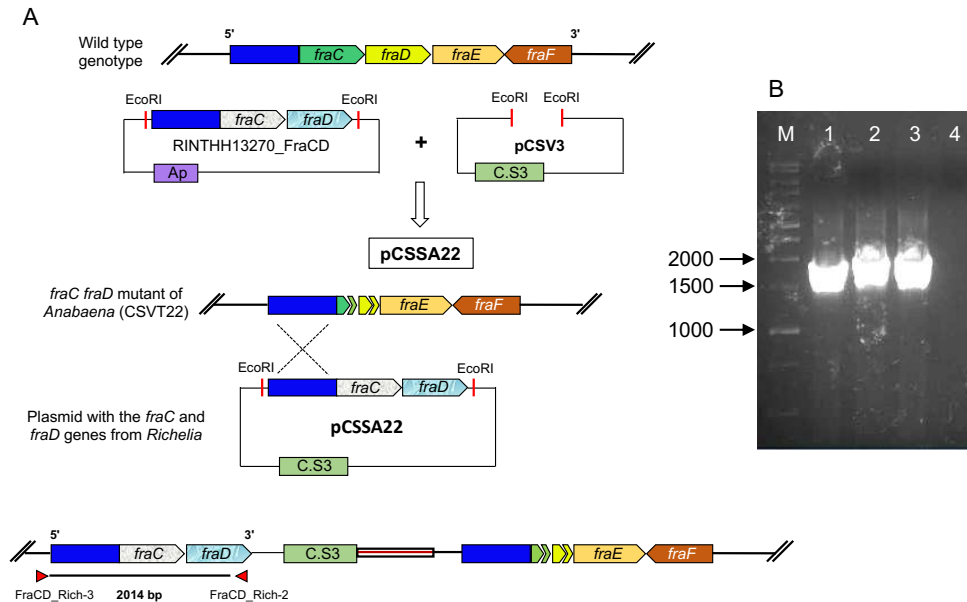 A
5' 3'
Wild type
genotype
fraC fraD fraE fraF
EcoRI EcoRI
fraC fraD
RINTHH13270_FraCD
Ap
+
EcoRI EcoRI
pCSV3
C.S3
pCSSA22
fraC fraD mutant of
Anabaena (CSVT22)
fraE fraF
EcoRI EcoRI
fraC fraD
Plasmid with the fraC and
fraD genes from Richelia
pCSSA22
C.S3
5' 3'
fraC fraD C.S3 fraE fraF
FraCD_Rich-3 2014 bp FraCD_Rich-2
B
M 1 2 3 4
2000
1500
1000